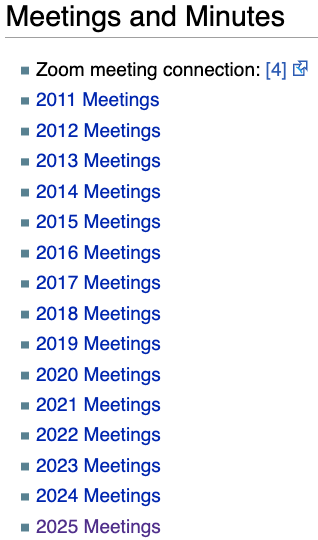 Meetings and Minutes
Zoom meeting connection: [4]
2011 Meetings
2012 Meetings
2013 Meetings
2014 Meetings
2015 Meetings
2016 Meetings
2017 Meetings
2018 Meetings
2019 Meetings
2020 Meetings
2021 Meetings
2022 Meetings
2023 Meetings
2024 Meetings
2025 Meetings